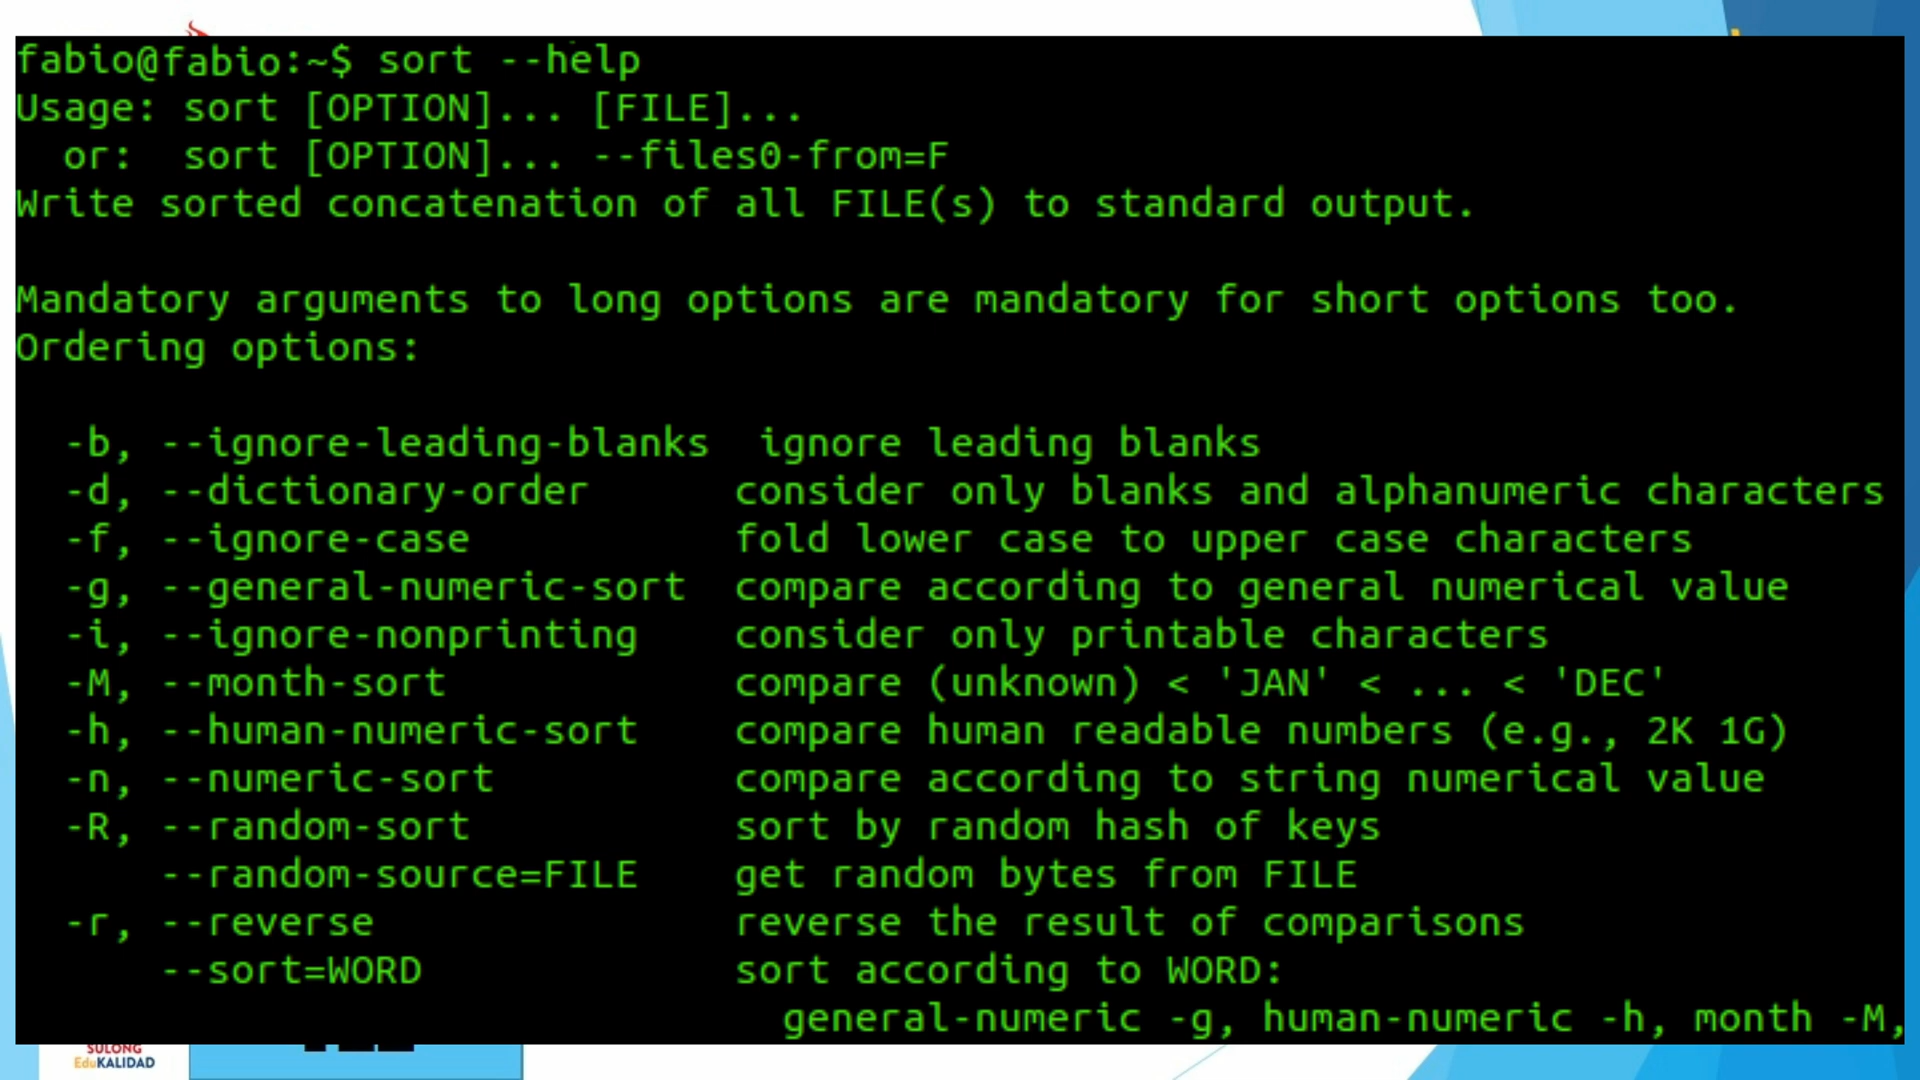 fabio@fabio:~$ sort --help
Usage: sort [OPTION]... [FILE]...
  or:  sort [OPTION]... --files0-from=F
Write sorted concatenation of all FILE(s) to standard output.

Mandatory arguments to long options are mandatory for short options too.
Ordering options:

  -b, --ignore-leading-blanks  ignore leading blanks
  -d, --dictionary-order      consider only blanks and alphanumeric characters
  -f, --ignore-case           fold lower case to upper case characters
  -g, --general-numeric-sort  compare according to general numerical value
  -i, --ignore-nonprinting    consider only printable characters
  -M, --month-sort            compare (unknown) < 'JAN' < ... < 'DEC'
  -h, --human-numeric-sort    compare human readable numbers (e.g., 2K 1G)
  -n, --numeric-sort          compare according to string numerical value
  -R, --random-sort           sort by random hash of keys
      --random-source=FILE    get random bytes from FILE
  -r, --reverse               reverse the result of comparisons
      --sort=WORD             sort according to WORD:
                                general-numeric -g, human-numeric -h, month -M,
SULONG
EduKALIDAD